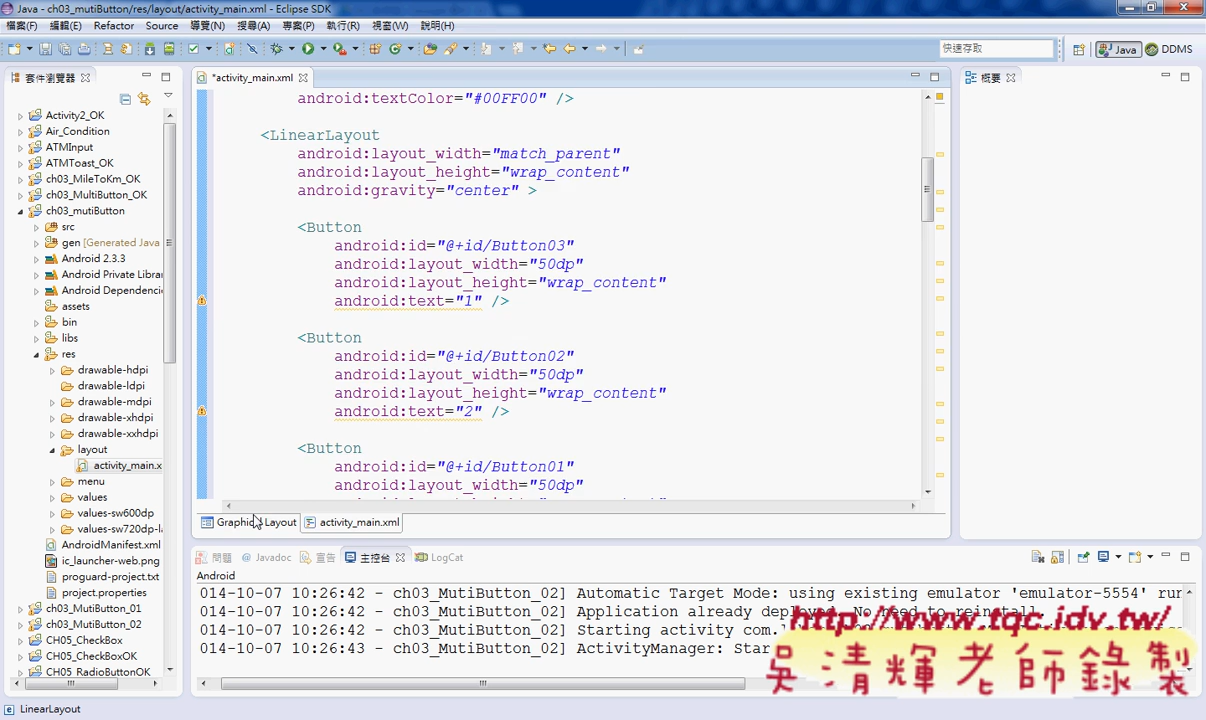 Java - ch03_mutiButton/res/layout/activity_main.xml - Eclipse SDK
檔案(F) 編輯(E) Refactor Source 導覽(N) 搜尋(A) 專案(P) 執行(R) 視窗(W) 說明(H)
快速存取 Java DDMS
套件瀏覽器
*activity_main.xml
概要
Activity2_OK
Air_Condition
ATMInput
ATMToast_OK
ch03_MileToKm_OK
ch03_MultiButton_OK
ch03_mutiButton
src
gen [Generated Java
Android 2.3.3
Android Private Librar
Android Dependencie
assets
bin
libs
res
drawable-hdpi
drawable-ldpi
drawable-mdpi
drawable-xhdpi
drawable-xxhdpi
layout
activity_main.x
menu
values
values-sw600dp
values-sw720dp-l
AndroidManifest.xml
ic_launcher-web.png
proguard-project.txt
project.properties
ch03_MutiButton_01
ch03_MutiButton_02
CH05_CheckBox
CH05_CheckBoxOK
CH05_RadioButtonOK
android:textColor="#00FF00" />
<LinearLayout
android:layout_width="match_parent"
android:layout_height="wrap_content"
android:gravity="center" >
<Button
android:id="@+id/Button03"
android:layout_width="50dp"
android:layout_height="wrap_content"
android:text="1" />
<Button
android:id="@+id/Button02"
android:layout_width="50dp"
android:layout_height="wrap_content"
android:text="2" />
<Button
android:id="@+id/Button01"
android:layout_width="50dp"
Graphical Layout activity_main.xml
問題 Javadoc 宣告 主控台 LogCat
Android
014-10-07 10:26:42 - ch03_MutiButton_02] Automatic Target Mode: using existing emulator 'emulator-5554' run
014-10-07 10:26:42 - ch03_MutiButton_02] Application already deployed. No need to reinstall.
014-10-07 10:26:42 - ch03_MutiButton_02] Starting activity com.
014-10-07 10:26:43 - ch03_MutiButton_02] ActivityManager: Star
http://www.tqc.idv.tw/
吳清輝老師錄製
LinearLayout